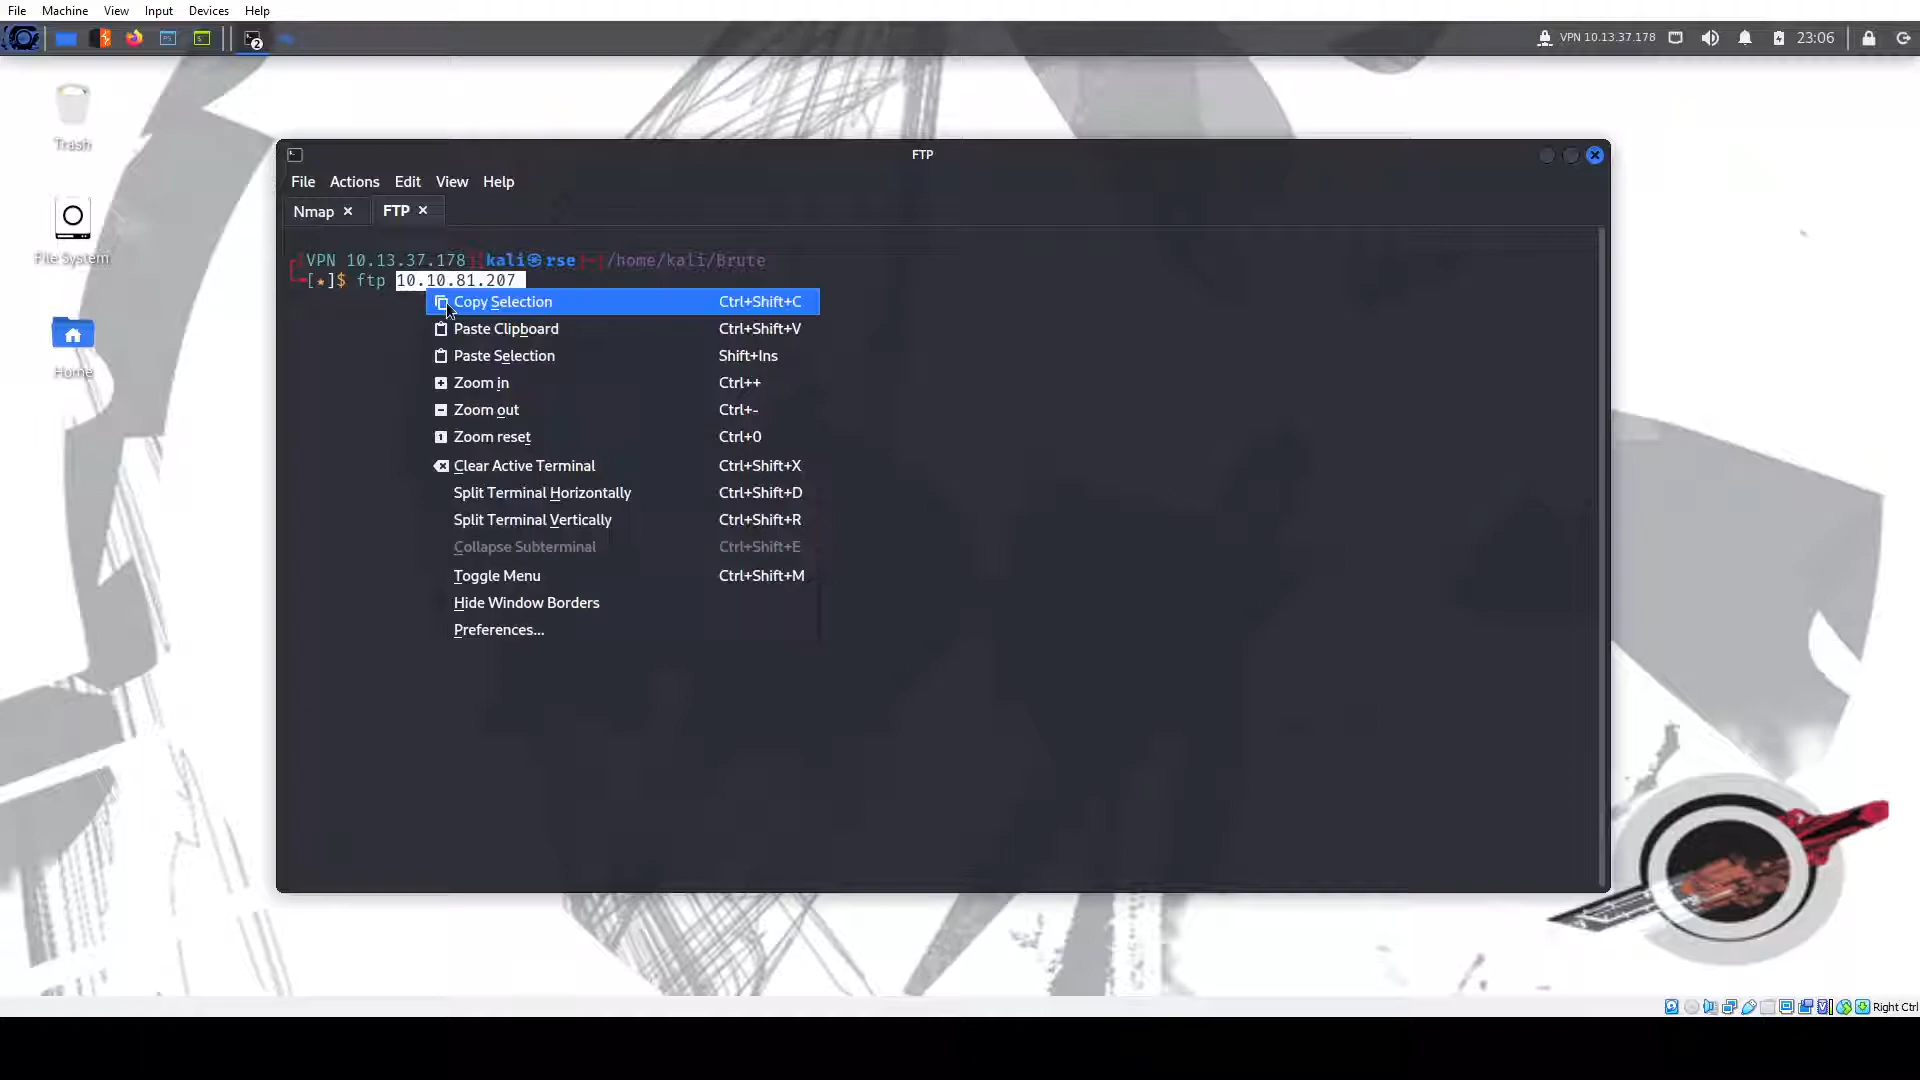 File Machine View Input Devices Help
VPN 10.13.37.178 23:06
Trash
File System
Home
FTP
File Actions Edit View Help
Nmap × FTP ×
VPN 10.13.37.178 kali㉿rse /home/kali/Brute
[★]$ ftp 10.10.81.207
Copy Selection Ctrl+Shift+C
Paste Clipboard Ctrl+Shift+V
Paste Selection Shift+Ins
Zoom in Ctrl++
Zoom out Ctrl+-
Zoom reset Ctrl+0
Clear Active Terminal Ctrl+Shift+X
Split Terminal Horizontally Ctrl+Shift+D
Split Terminal Vertically Ctrl+Shift+R
Collapse Subterminal Ctrl+Shift+E
Toggle Menu Ctrl+Shift+M
Hide Window Borders
Preferences...
Right Ctrl